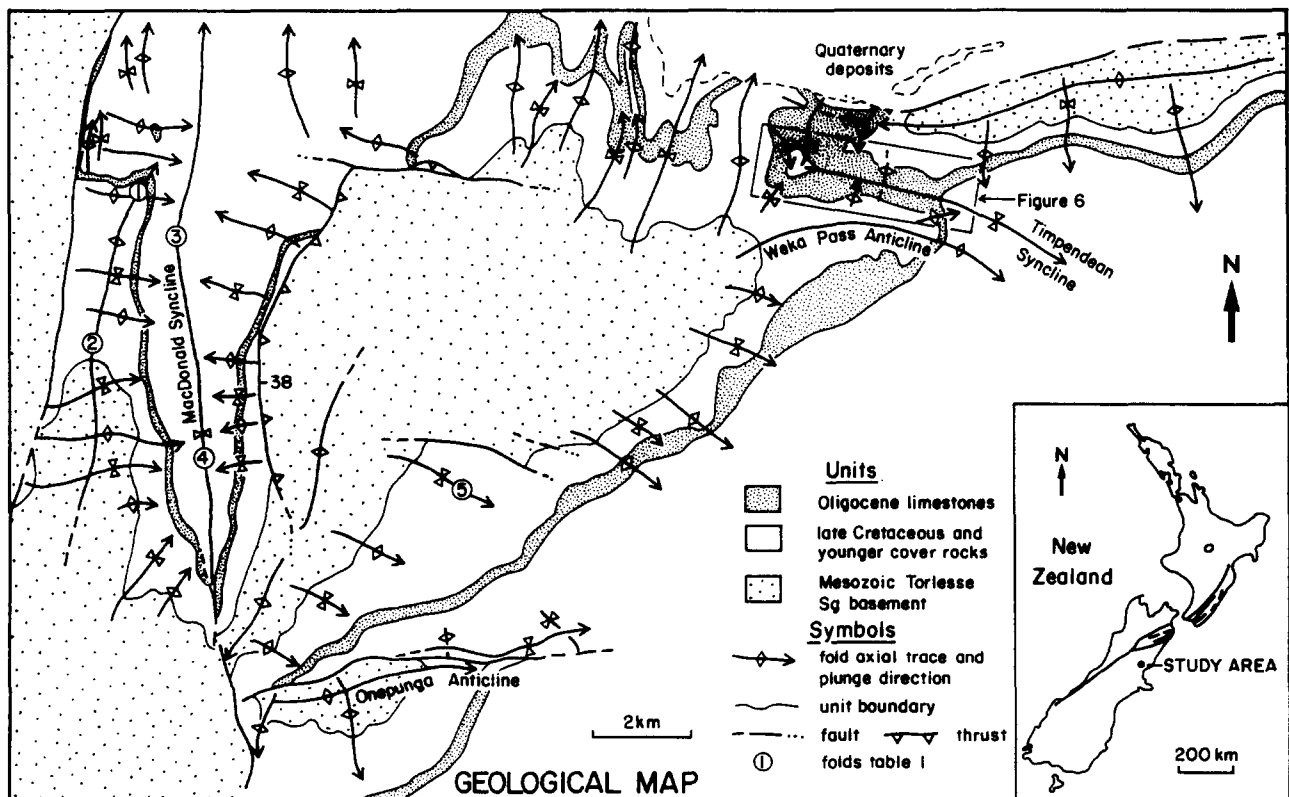 Quaternary
deposits
Figure 6
Weka Pass Anticline
Timpendean
Syncline
N
MacDonald Syncline
1
2
3
4
5
38
Onepunga Anticline
2km
GEOLOGICAL MAP
Units
Oligocene limestones
late Cretaceous and
younger cover rocks
Mesozoic Torlesse
Sg basement
Symbols
fold axial trace and
plunge direction
unit boundary
fault thrust
1 folds table 1
N
New
Zealand
STUDY AREA
200 km